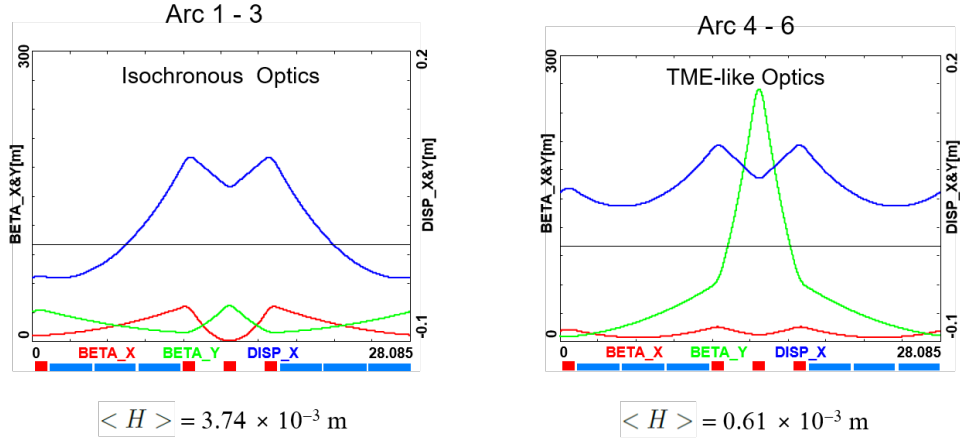 Arc 1 - 3
300
0.2
Isochronous Optics
BETA_X&Y[m]
DISP_X&Y[m]
0
-0.1
0
BETA_X
BETA_Y
DISP_X
28.085
< H > = 3.74 × 10⁻³ m
Arc 4 - 6
300
0.2
TME-like Optics
BETA_X&Y[m]
DISP_X&Y[m]
0
-0.1
0
BETA_X
BETA_Y
DISP_X
28.085
< H > = 0.61 × 10⁻³ m